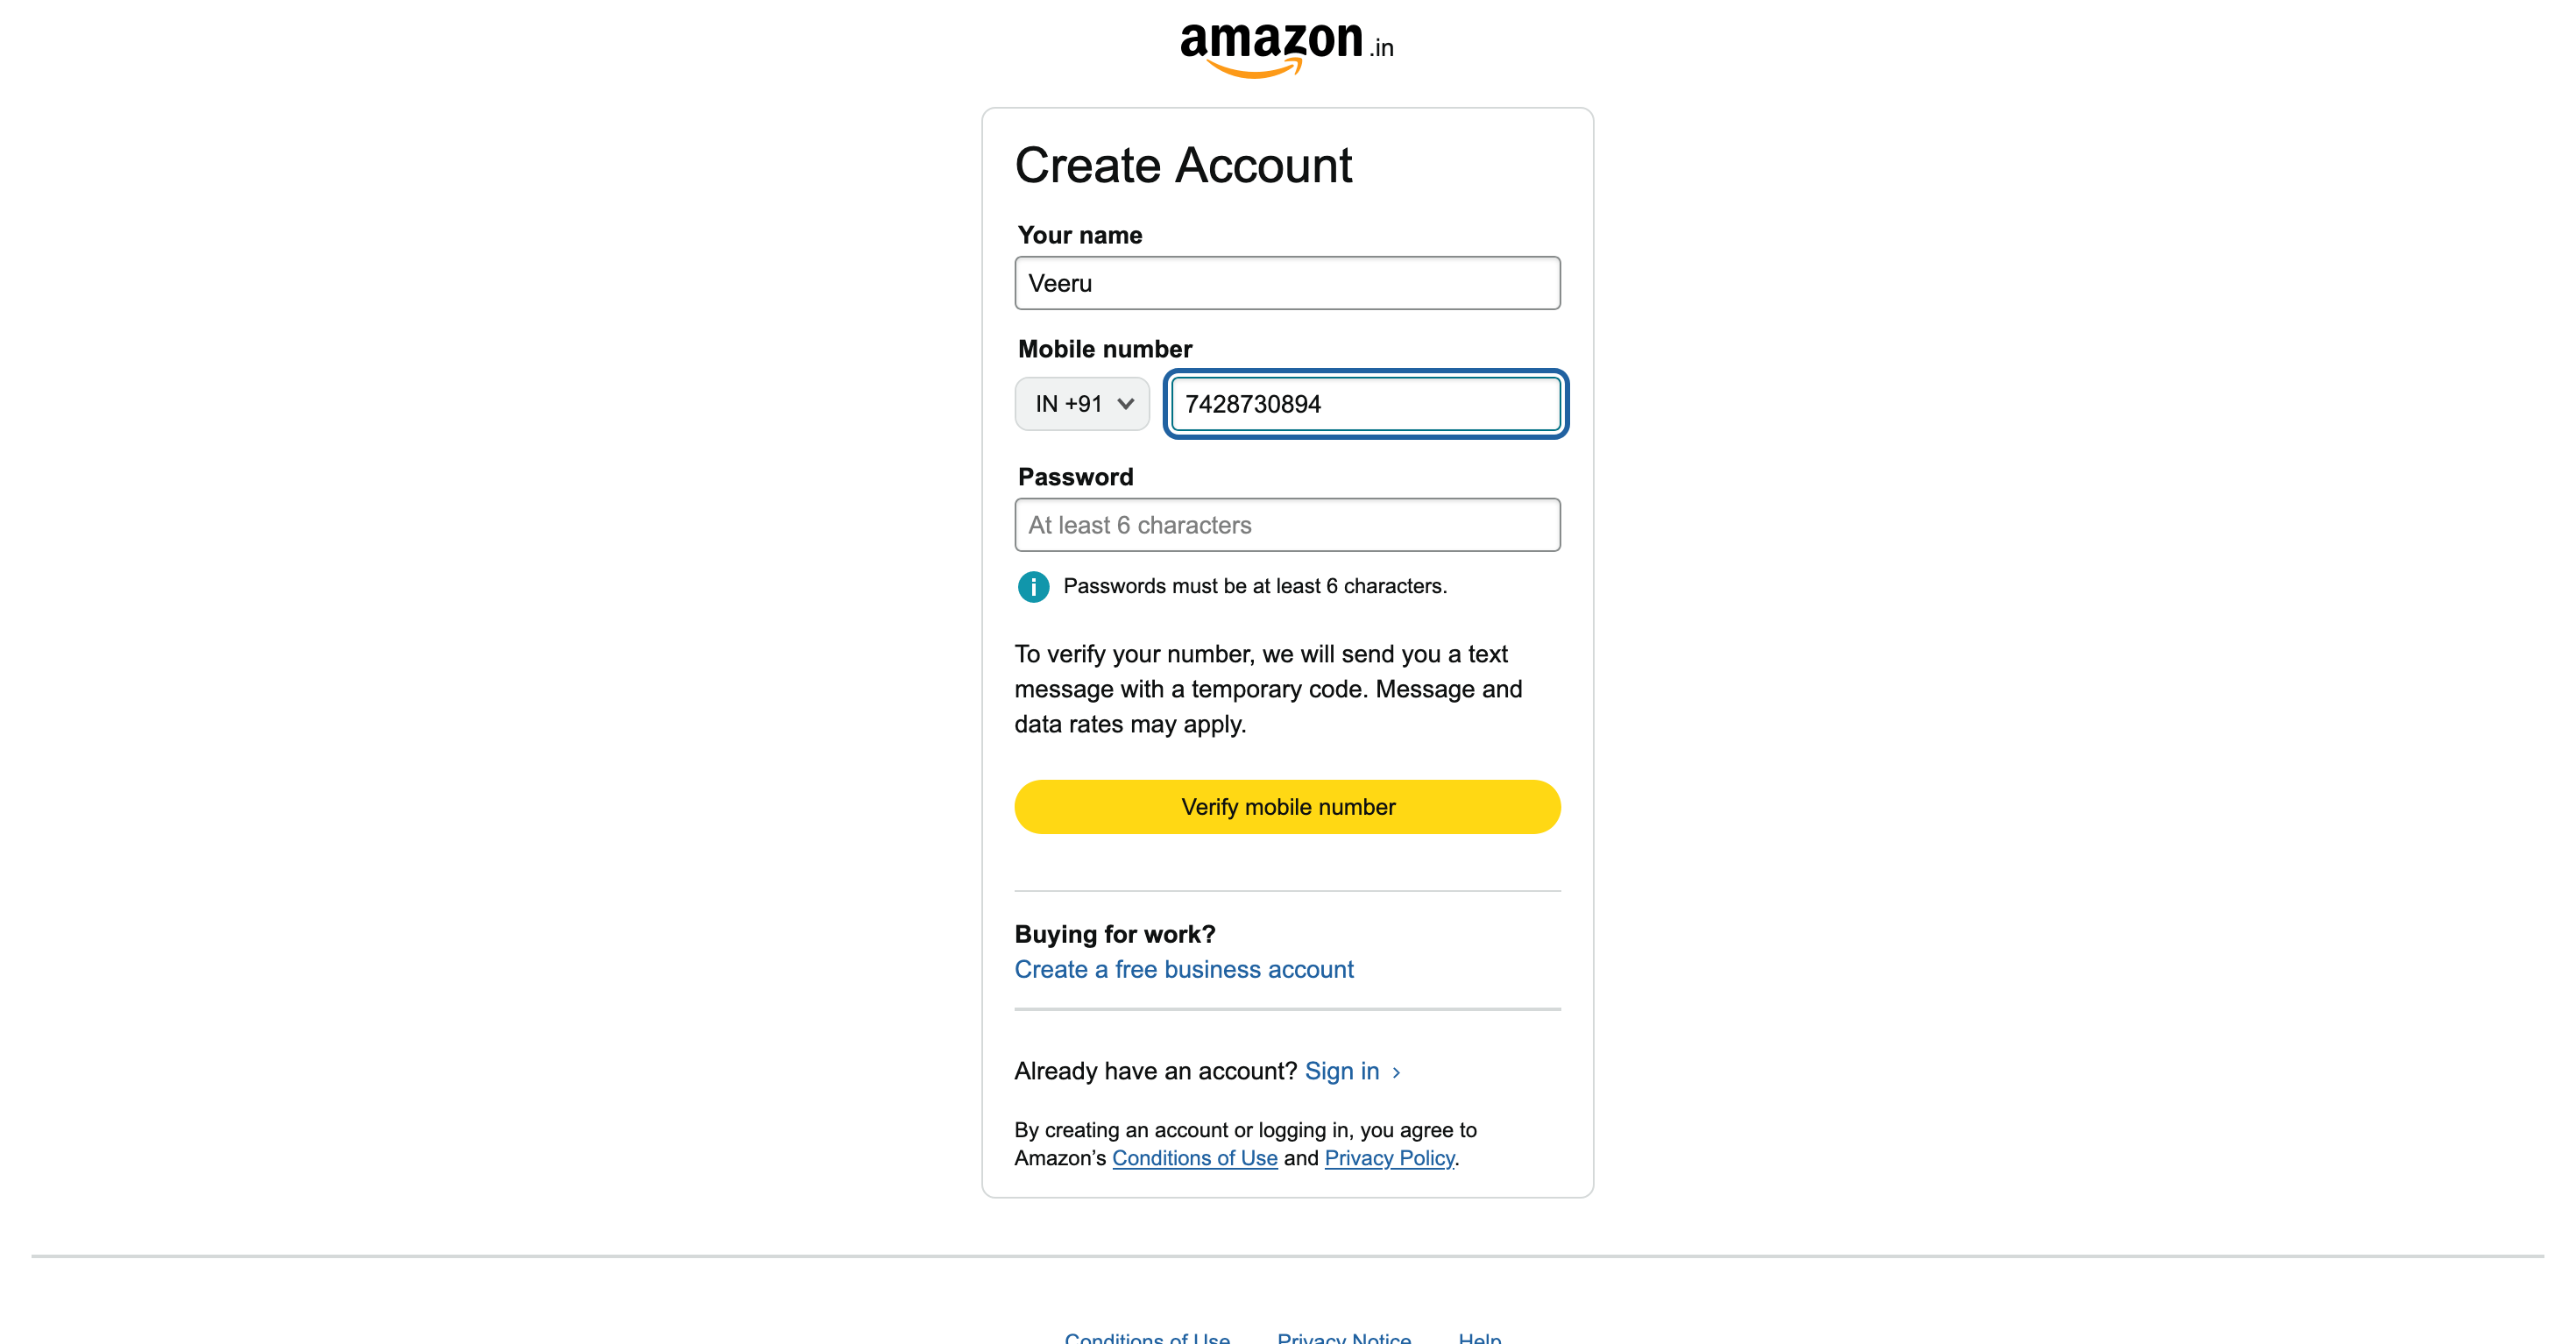 amazon.in
Create Account
Your name
Veeru
Mobile number
IN +91
7428730894
Password
At least 6 characters
Passwords must be at least 6 characters.
To verify your number, we will send you a text
message with a temporary code. Message and
data rates may apply.
Verify mobile number
Buying for work?
Create a free business account
Already have an account? Sign in ›
By creating an account or logging in, you agree to
Amazon’s Conditions of Use and Privacy Policy.
Conditions of Use Privacy Notice Help